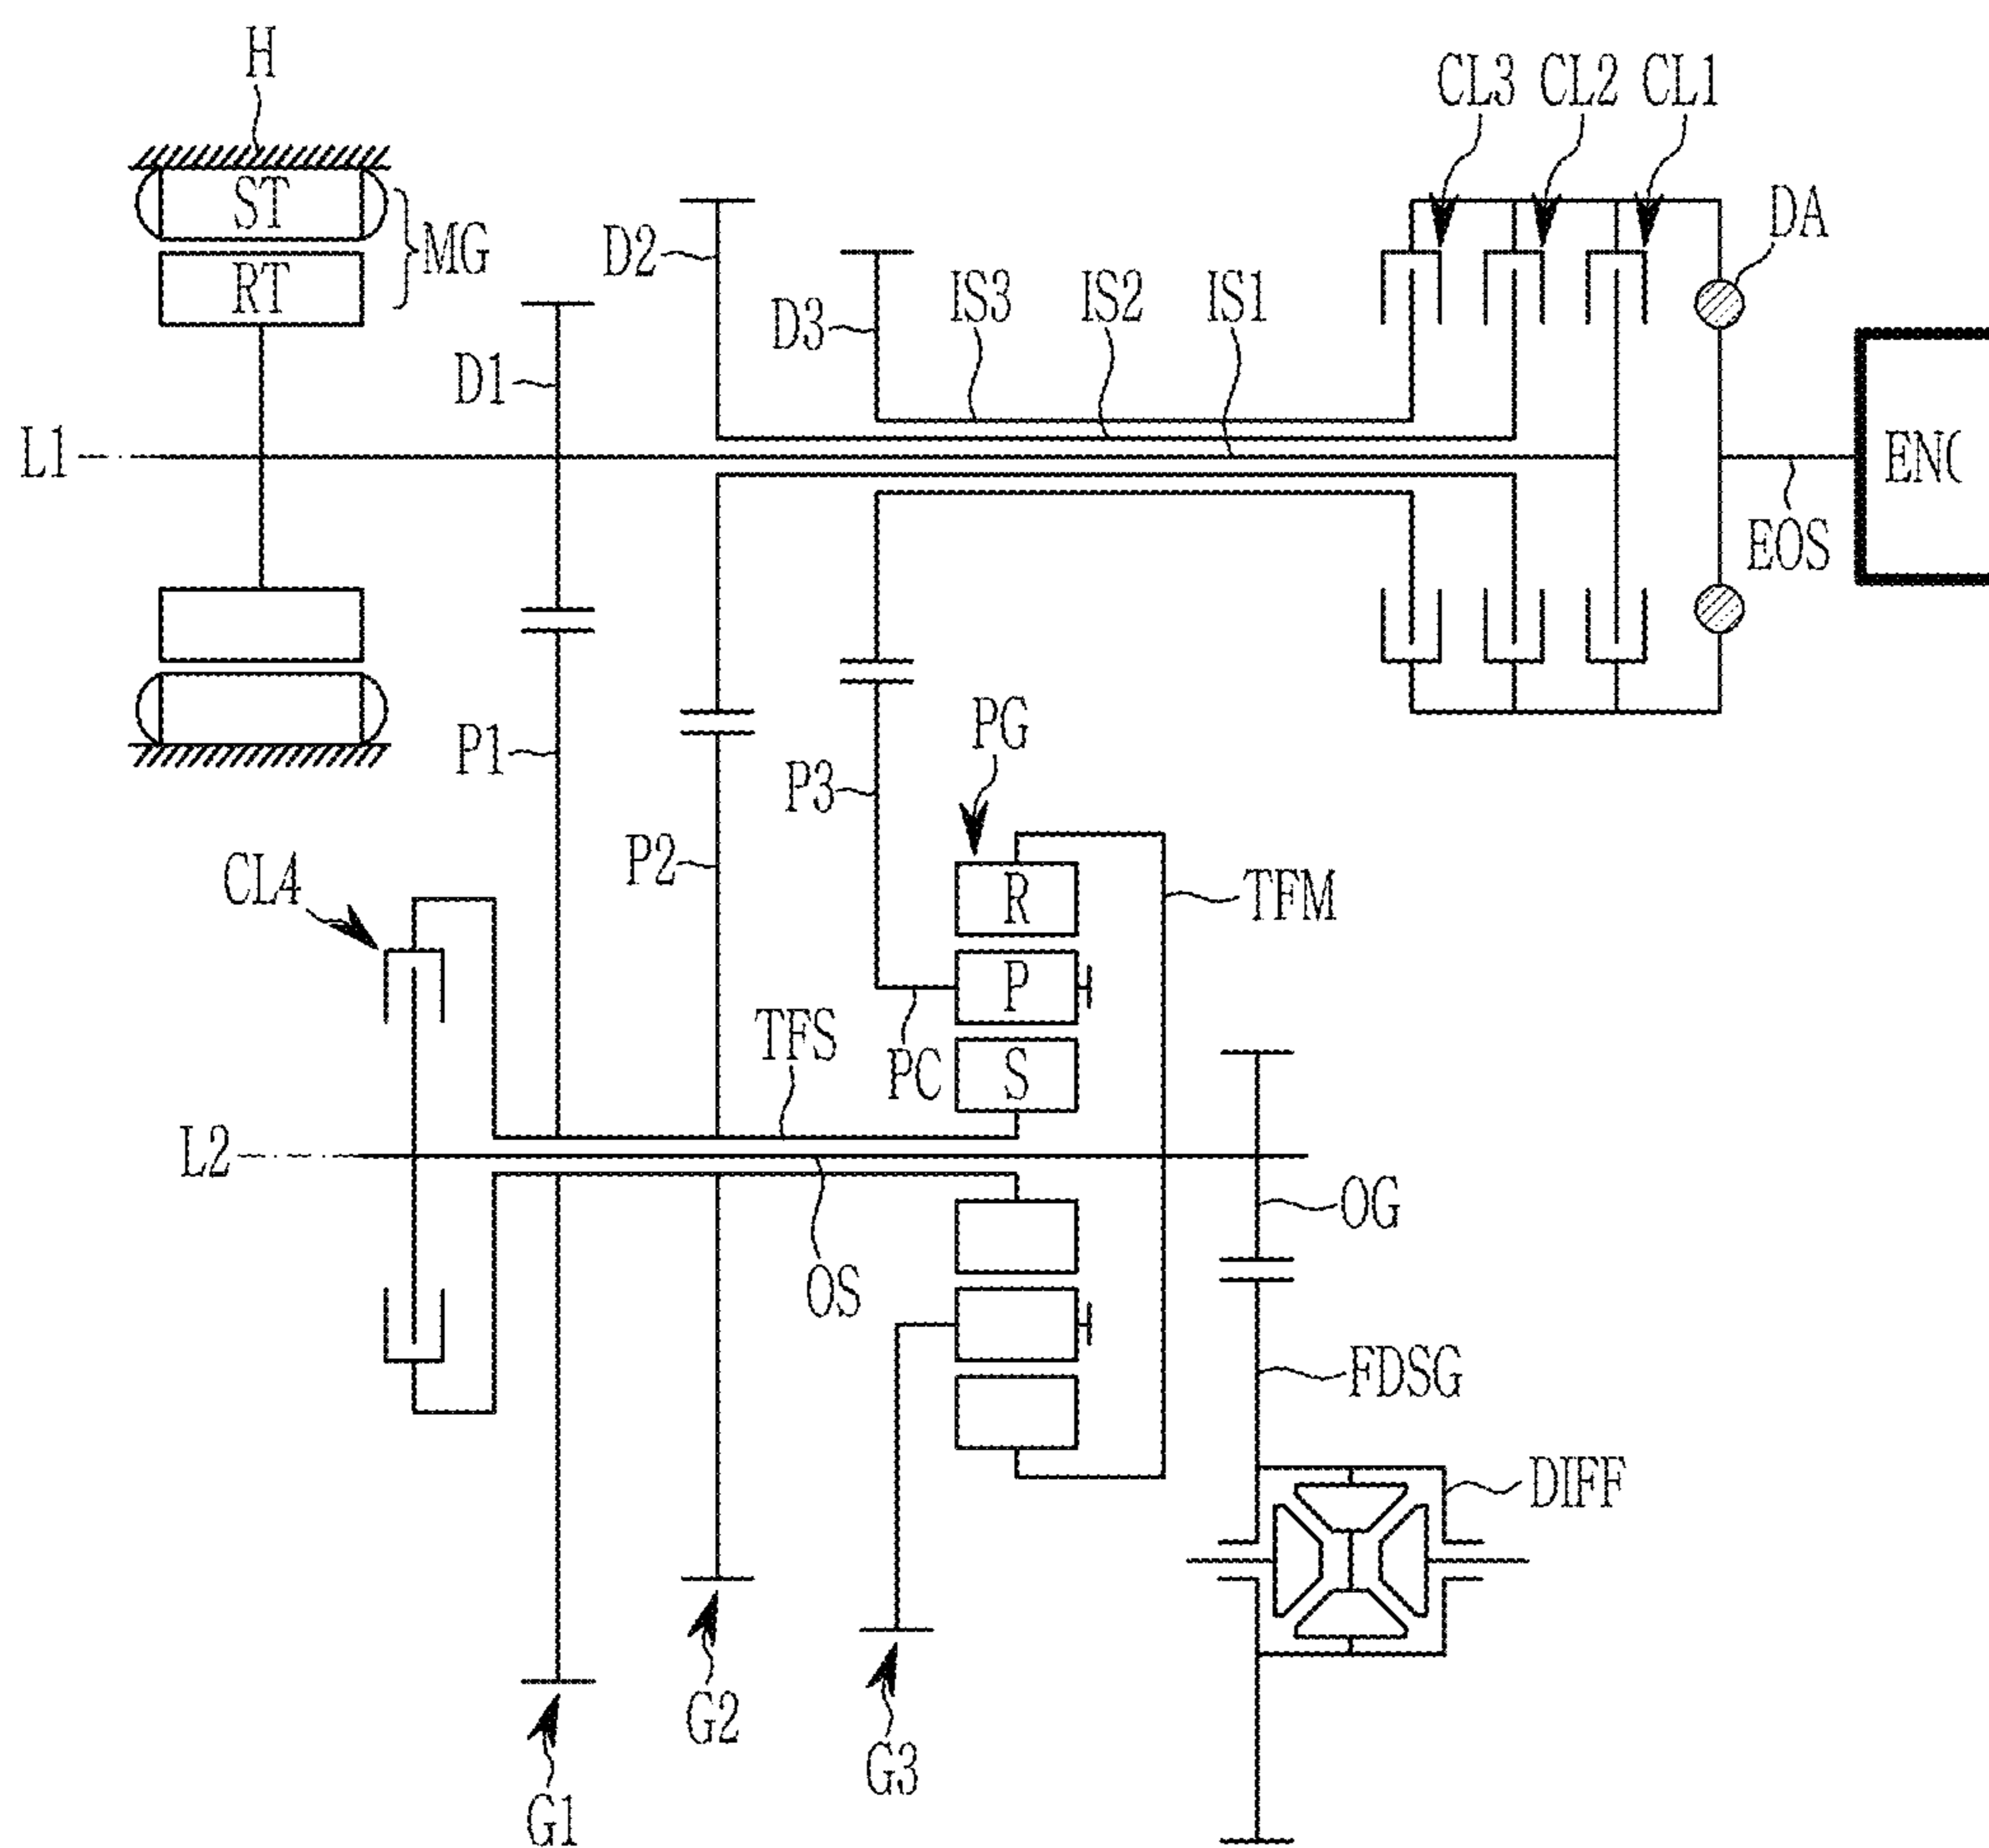 H
CL3 CL2 CL1
ST
MG
DA
D2
RT
D3
IS3
IS2
IS1
D1
L1
ENG
EOS
P1
PG
P3
P2
CL4
R
TFM
P
TFS
PC
S
L2
OG
OS
FDSG
DIFF
G2
G3
G1